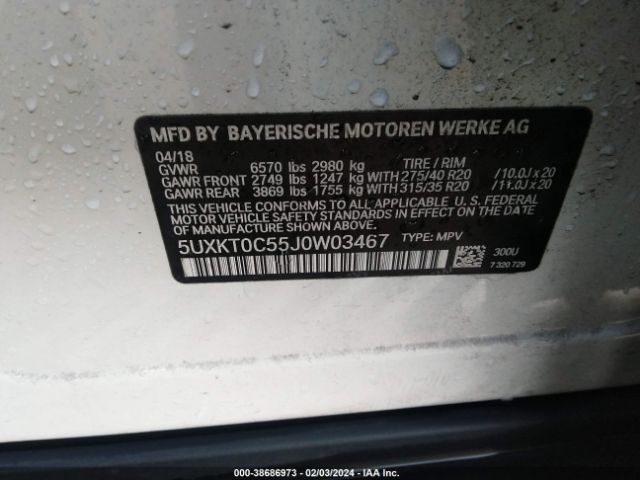 MFD BY BAYERISCHE MOTOREN WERKE AG
04/18
GVWR 6570 lbs 2980 kg TIRE / RIM
GAWR FRONT 2749 lbs 1247 kg WITH 275/40 R20 /10.0J x 20
GAWR REAR 3869 lbs 1755 kg WITH 315/35 R20 /11.0J x 20
THIS VEHICLE CONFORMS TO ALL APPLICABLE U.S. FEDERAL
MOTOR VEHICLE SAFETY STANDARDS IN EFFECT ON THE DATE
OF MANUFACTURE SHOWN ABOVE.
5UXKT0C55J0W03467 TYPE: MPV
300U
7 320 729
000-38686973 - 02/03/2024 - IAA Inc.